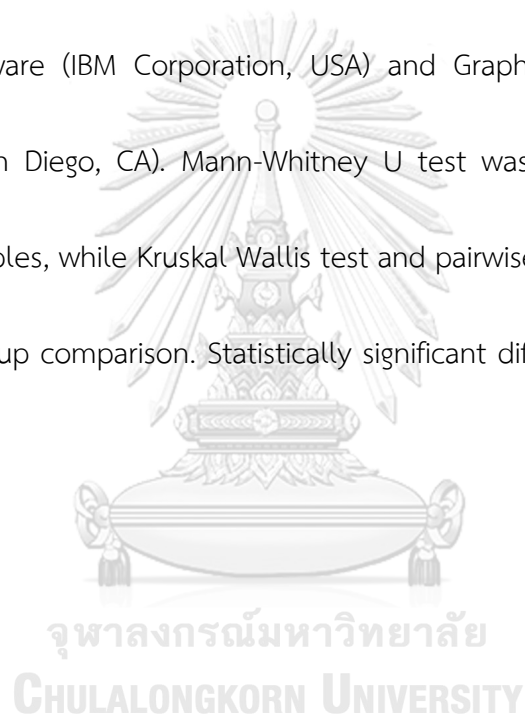 ware (IBM Corporation, USA) and Graph
n Diego, CA). Mann-Whitney U test was
bles, while Kruskal Wallis test and pairwise
up comparison. Statistically significant dif
จุฬาลงกรณ์มหาวิทยาลัย
CHULALONGKORN UNIVERSITY